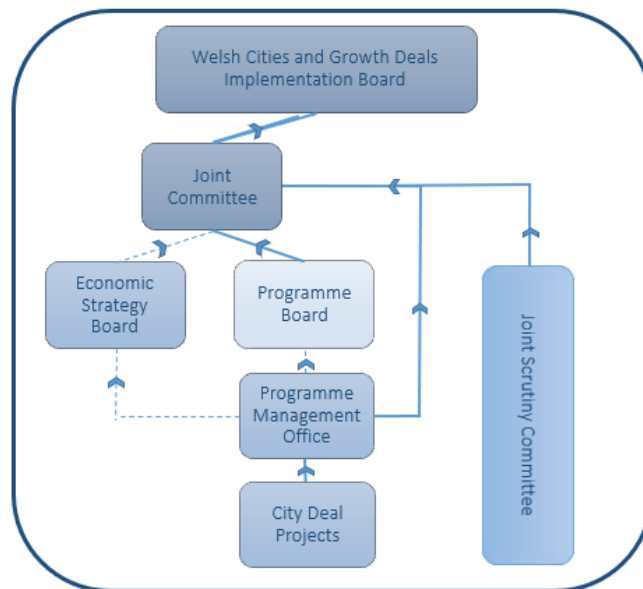 Welsh Cities and Growth Deals
Implementation Board
Joint
Committee
Economic
Strategy
Board
Programme
Board
Joint Scrutiny Committee
Programme
Management
Office
City Deal
Projects